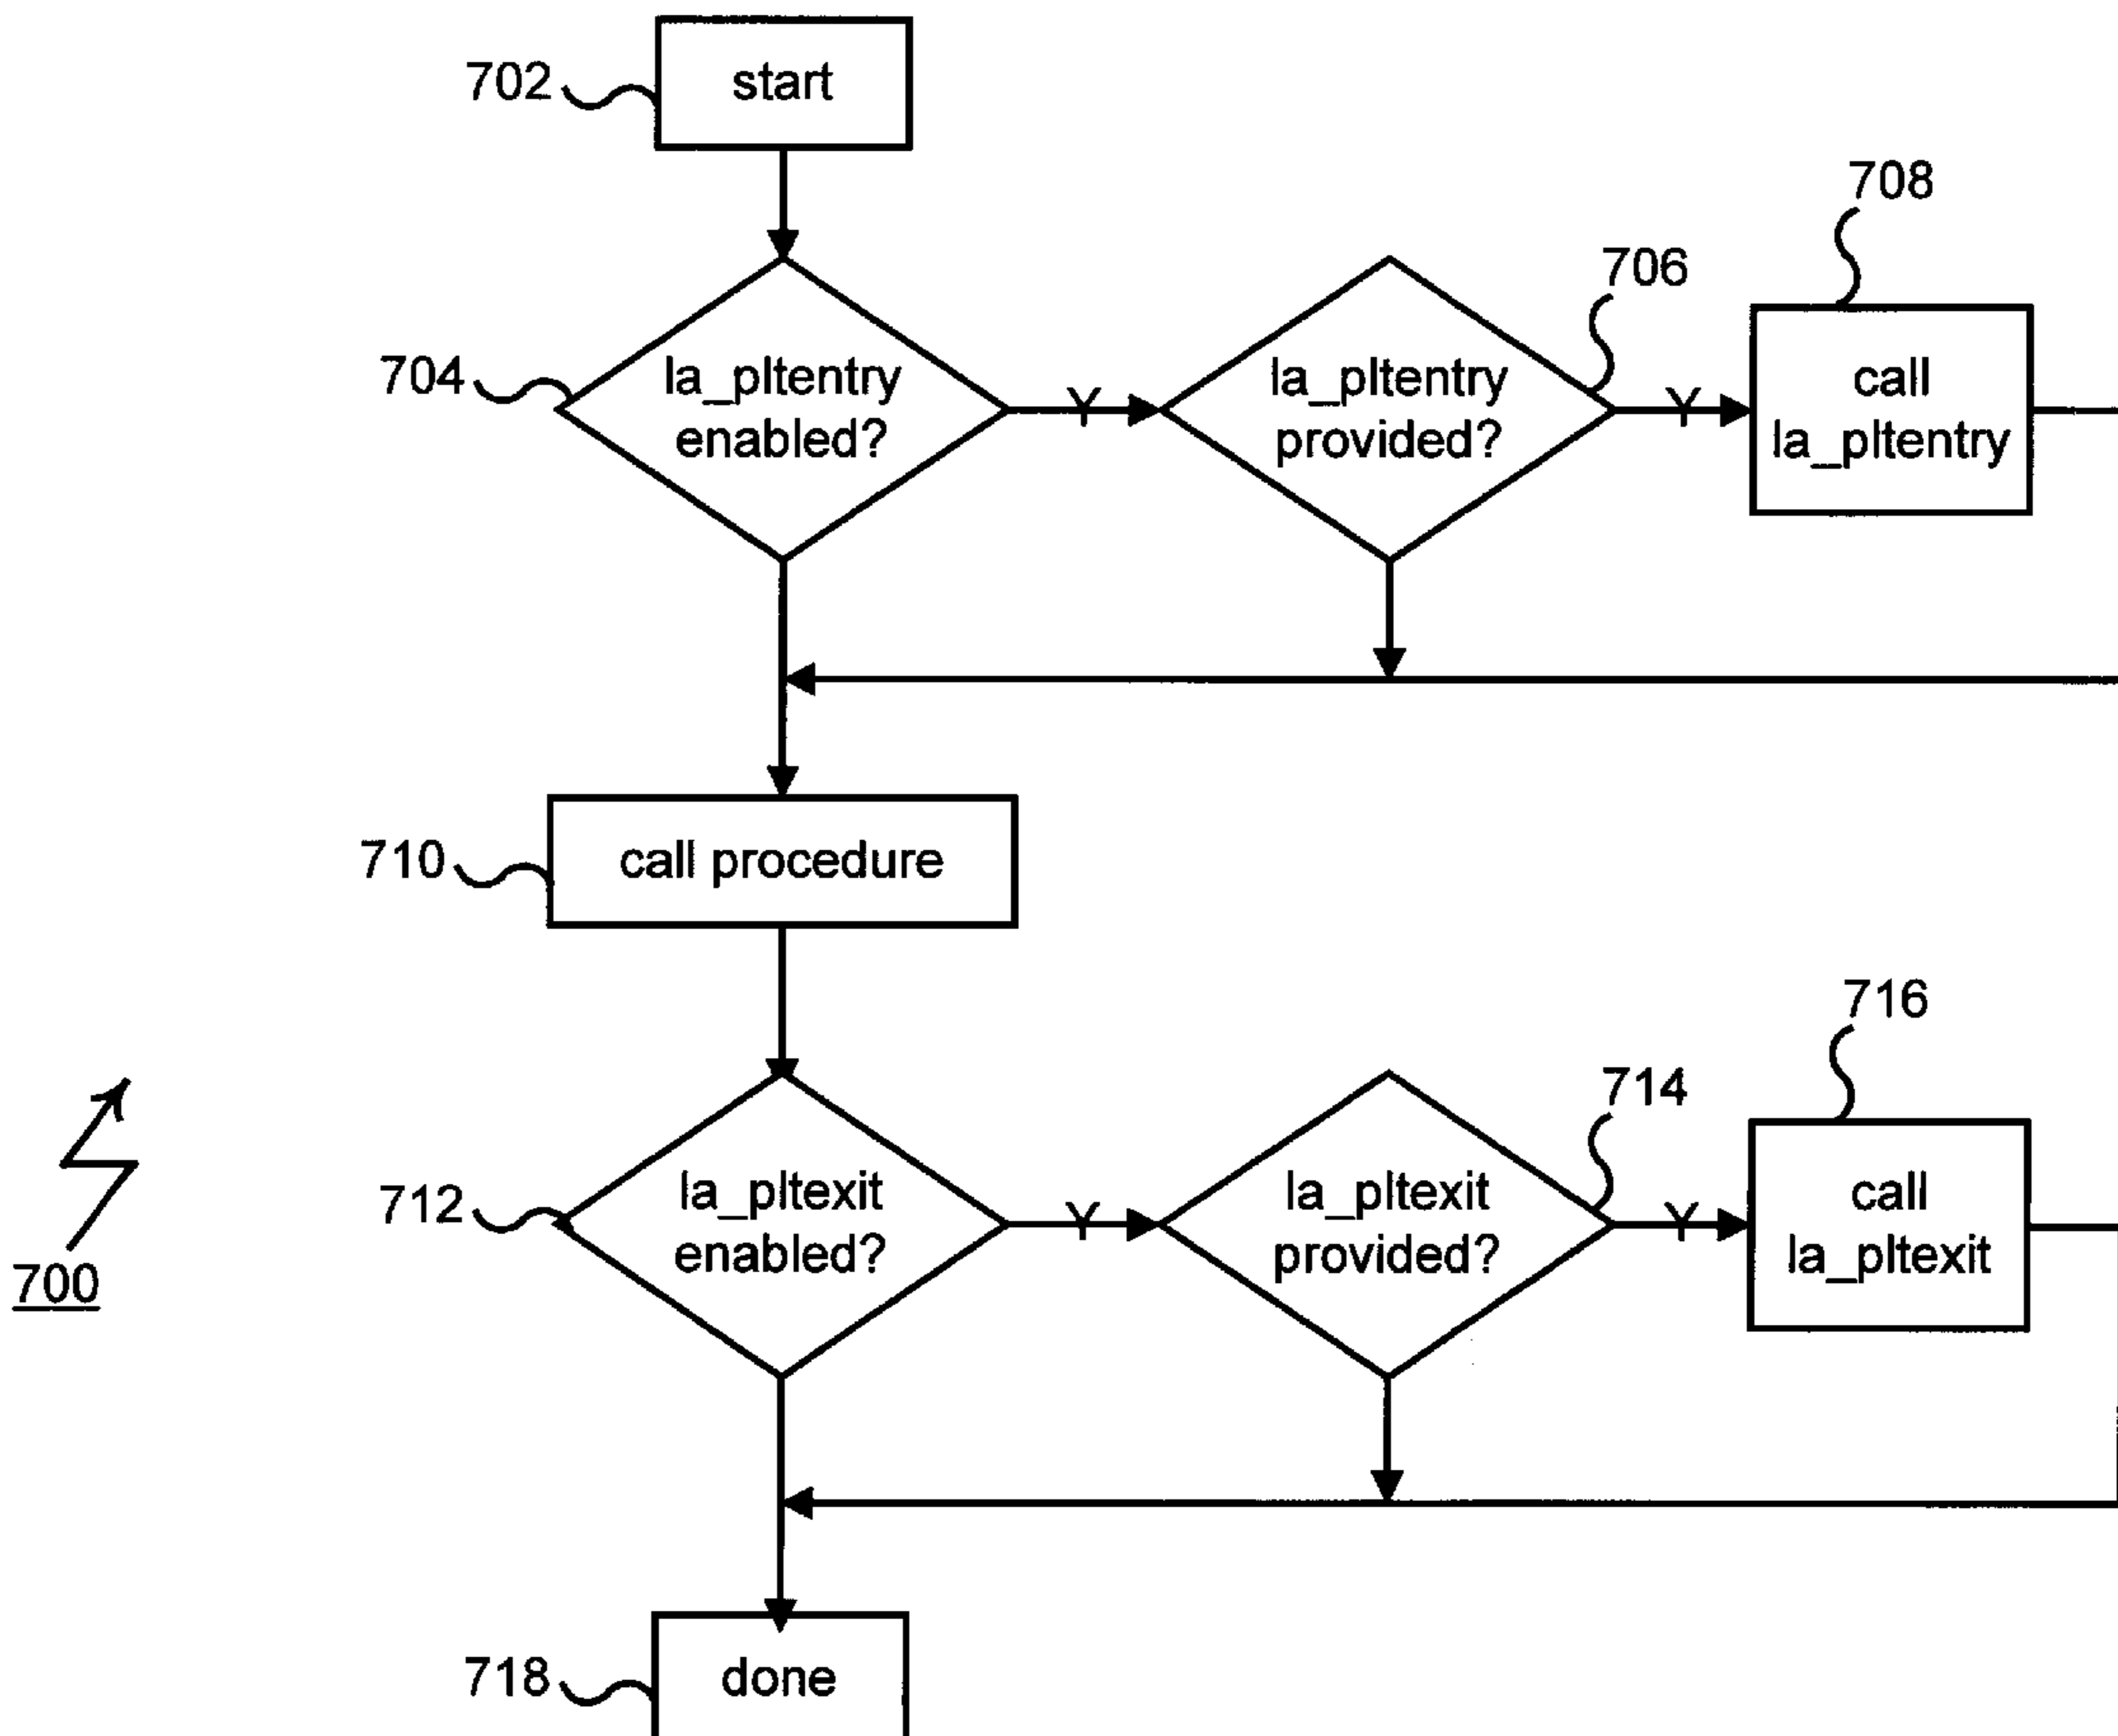 702
start
708
706
704
la_pltentry
enabled?
Y
la_pltentry
provided?
Y
call
la_pltentry
710
call procedure
716
714
712
la_pltexit
enabled?
Y
la_pltexit
provided?
Y
call
la_pltexit
700
718
done